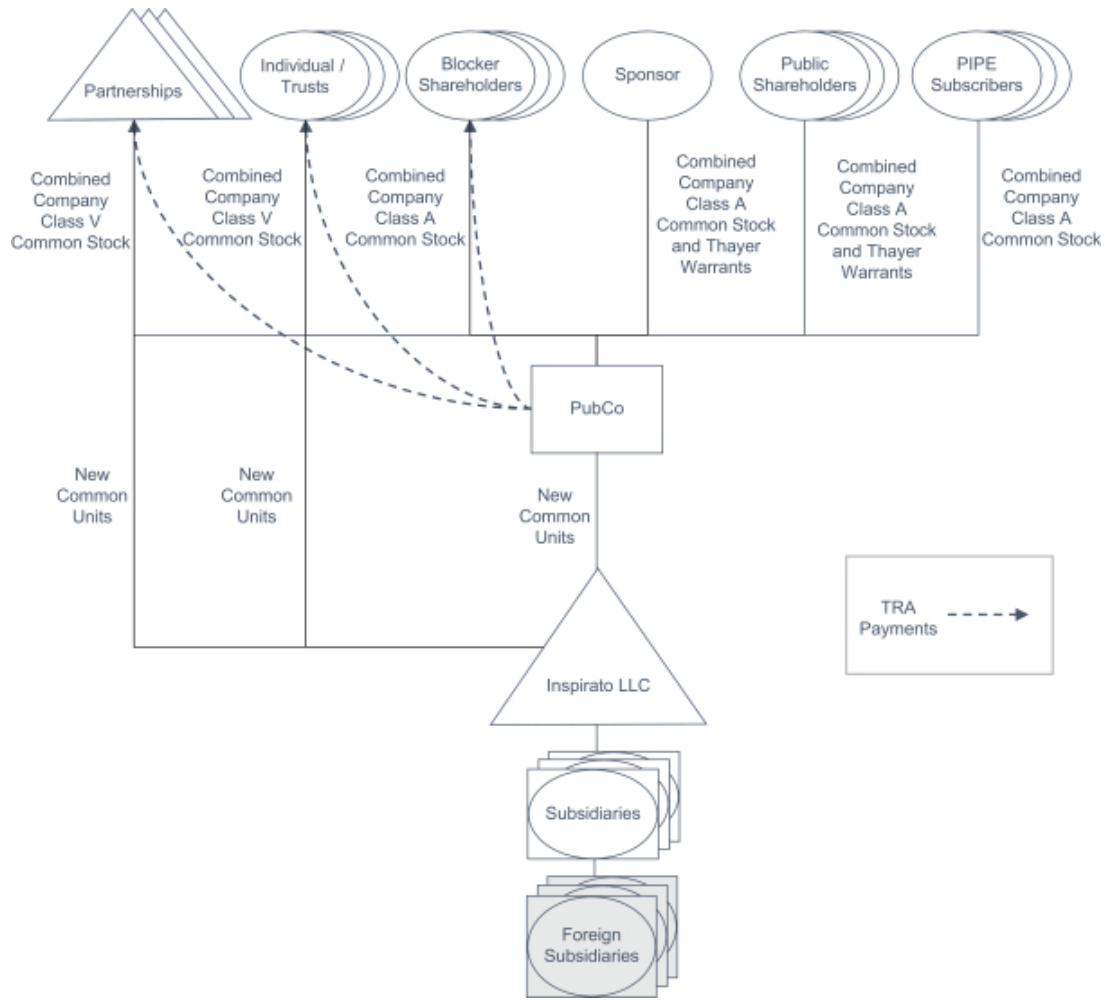 Partnerships
Individual /
Trusts
Blocker
Shareholders
Sponsor
Public
Shareholders
PIPE
Subscribers
Combined
Company
Class V
Common Stock
Combined
Company
Class V
Common Stock
Combined
Company
Class A
Common Stock
Combined
Company
Class A
Common Stock
and Thayer
Warrants
Combined
Company
Class A
Common Stock
and Thayer
Warrants
Combined
Company
Class A
Common Stock
PubCo
New
Common
Units
New
Common
Units
New
Common
Units
TRA
Payments
Inspirato LLC
Subsidiaries
Foreign
Subsidiaries